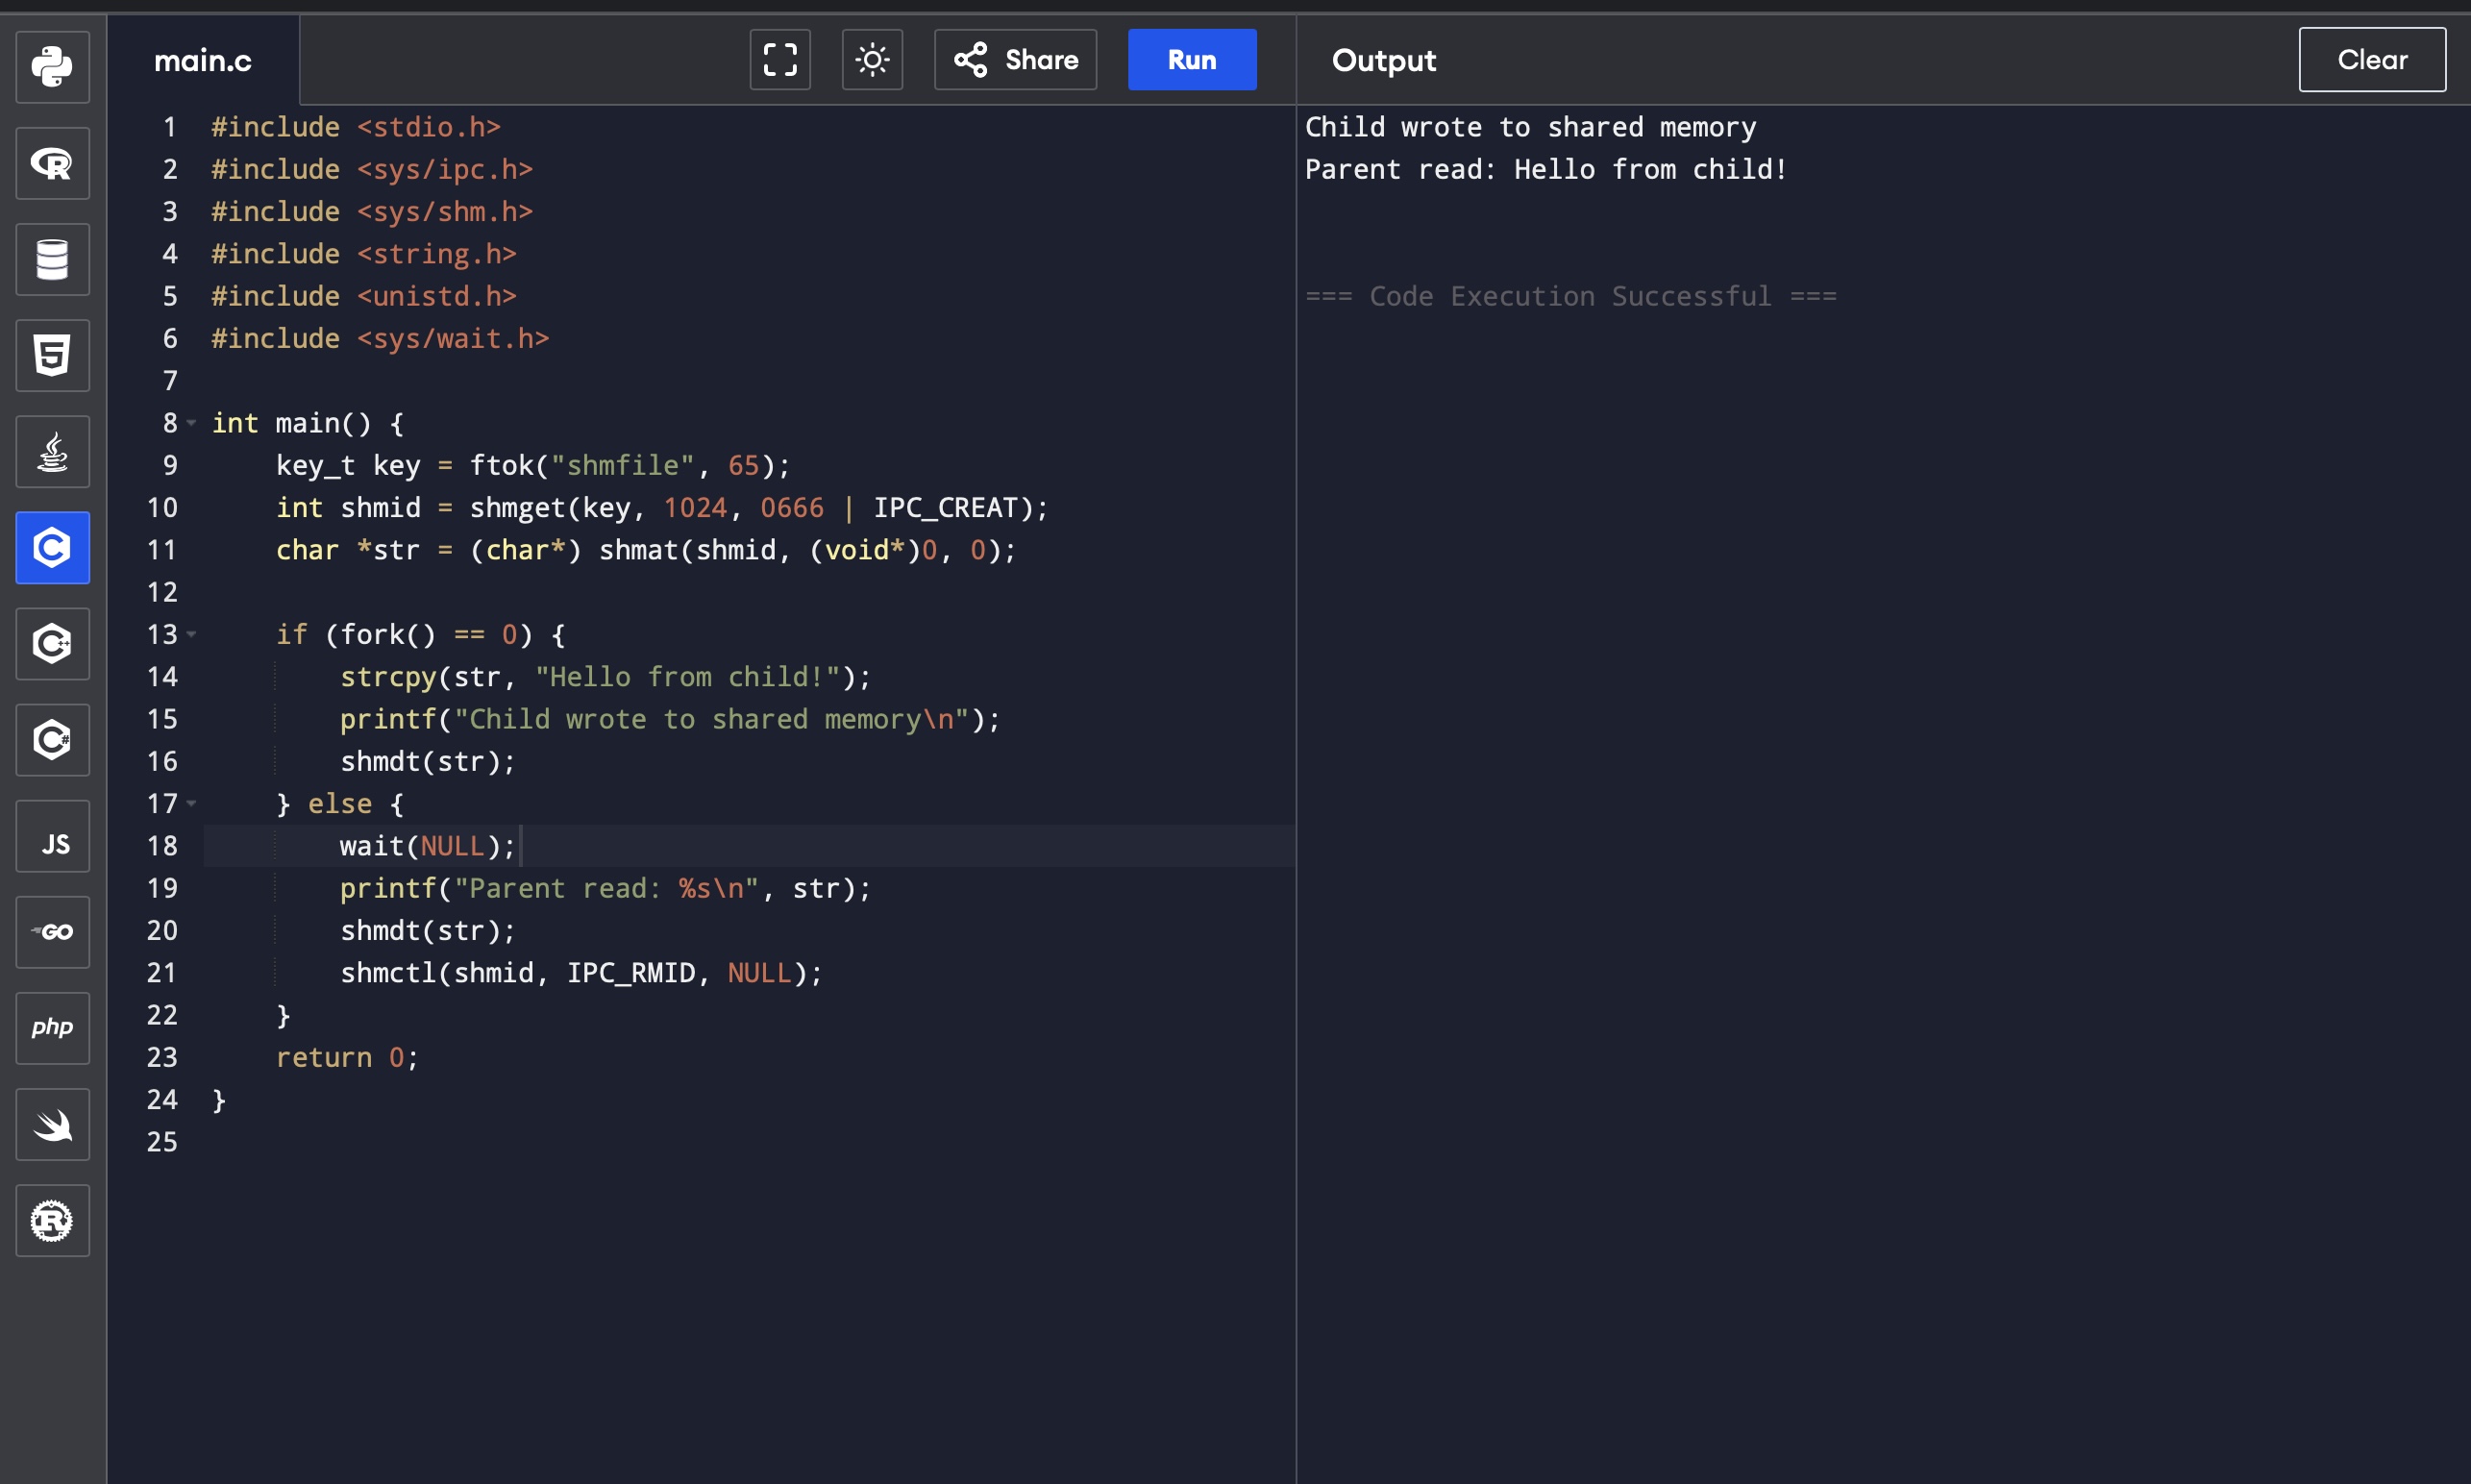 main.c
Share
Run
Output
Clear
1 #include <stdio.h>
2 #include <sys/ipc.h>
3 #include <sys/shm.h>
4 #include <string.h>
5 #include <unistd.h>
6 #include <sys/wait.h>
7
8 int main() {
9     key_t key = ftok("shmfile", 65);
10     int shmid = shmget(key, 1024, 0666 | IPC_CREAT);
11     char *str = (char*) shmat(shmid, (void*)0, 0);
12
13     if (fork() == 0) {
14         strcpy(str, "Hello from child!");
15         printf("Child wrote to shared memory\n");
16         shmdt(str);
17     } else {
18         wait(NULL);
19         printf("Parent read: %s\n", str);
20         shmdt(str);
21         shmctl(shmid, IPC_RMID, NULL);
22     }
23     return 0;
24 }
25
Child wrote to shared memory
Parent read: Hello from child!
=== Code Execution Successful ===
R
5
C
C++
C#
JS
GO
php
R